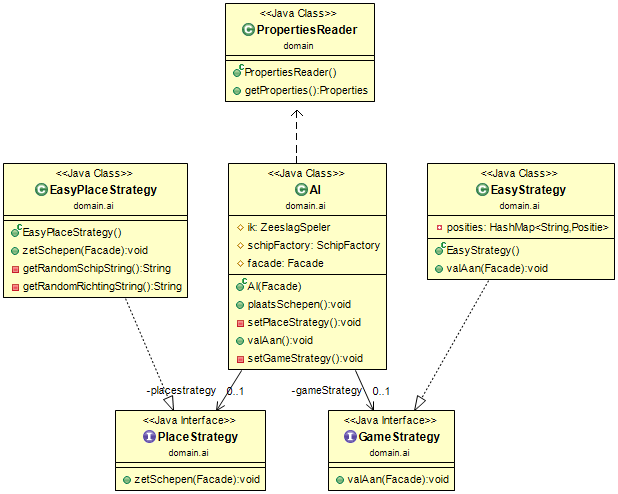 <<Java Class>>
PropertiesReader
domain
PropertiesReader()
getProperties():Properties
<<Java Class>>
EasyPlaceStrategy
domain.ai
EasyPlaceStrategy()
zetSchepen(Facade):void
getRandomSchipString():String
getRandomRichtingString():String
<<Java Class>>
AI
domain.ai
ik: ZeeslagSpeler
schipFactory: SchipFactory
facade: Facade
AI(Facade)
plaatsSchepen():void
setPlaceStrategy():void
valAan():void
setGameStrategy():void
<<Java Class>>
EasyStrategy
domain.ai
posities: HashMap<String,Positie>
EasyStrategy()
valAan(Facade):void
-placestrategy 0..1
-gameStrategy 0..1
<<Java Interface>>
PlaceStrategy
domain.ai
zetSchepen(Facade):void
<<Java Interface>>
GameStrategy
domain.ai
valAan(Facade):void